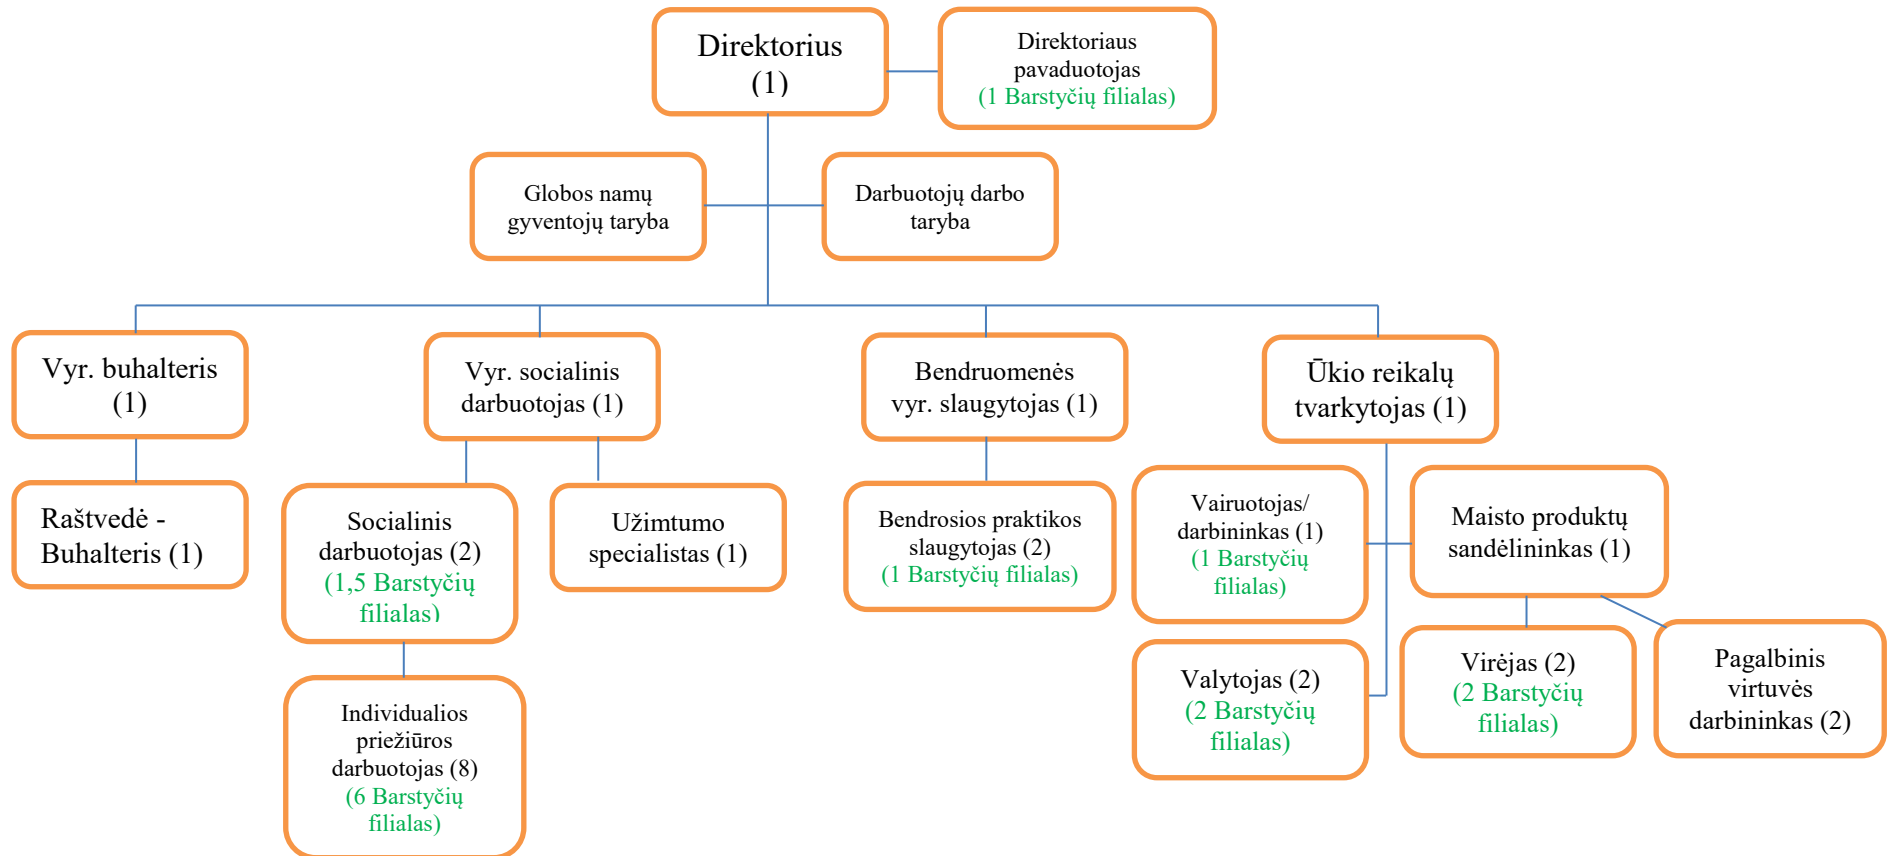 Direktorius
(1)
Direktoriaus
pavaduotojas
(1 Barstyčių filialas)
Globos namų
gyventojų taryba
Darbuotojų darbo
taryba
Vyr. buhalteris
(1)
Vyr. socialinis
darbuotojas (1)
Bendruomenės
vyr. slaugytojas (1)
Ūkio reikalų
tvarkytojas (1)
Raštvedė -
Buhalteris (1)
Socialinis
darbuotojas (2)
(1,5 Barstyčių
filialas)
Užimtumo
specialistas (1)
Bendrosios praktikos
slaugytojas (2)
(1 Barstyčių filialas)
Vairuotojas/
darbininkas (1)
(1 Barstyčių
filialas)
Maisto produktų
sandėlininkas (1)
Individualios
priežiūros
darbuotojas (8)
(6 Barstyčių
filialas)
Valytojas (2)
(2 Barstyčių
filialas)
Virėjas (2)
(2 Barstyčių
filialas)
Pagalbinis
virtuvės
darbininkas (2)